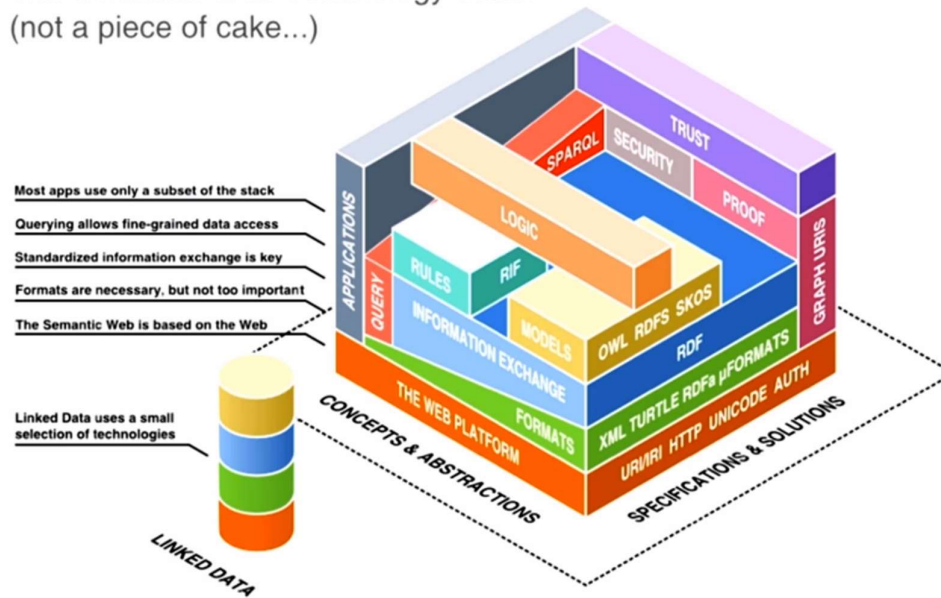 (not a piece of cake...)
Most apps use only a subset of the stack
Querying allows fine-grained data access
Standardized information exchange is key
Formats are necessary, but not too important
The Semantic Web is based on the Web
Linked Data uses a small
selection of technologies
LINKED DATA
APPLICATIONS
QUERY
LOGIC
RULES
RIF
INFORMATION EXCHANGE
MODELS
FORMATS
THE WEB PLATFORM
CONCEPTS & ABSTRACTIONS
SPARQL
SECURITY
TRUST
PROOF
GRAPH URIS
OWL RDFS SKOS
RDF
XML TURTLE RDFa µFORMATS
URI/IRI HTTP UNICODE AUTH
SPECIFICATIONS & SOLUTIONS